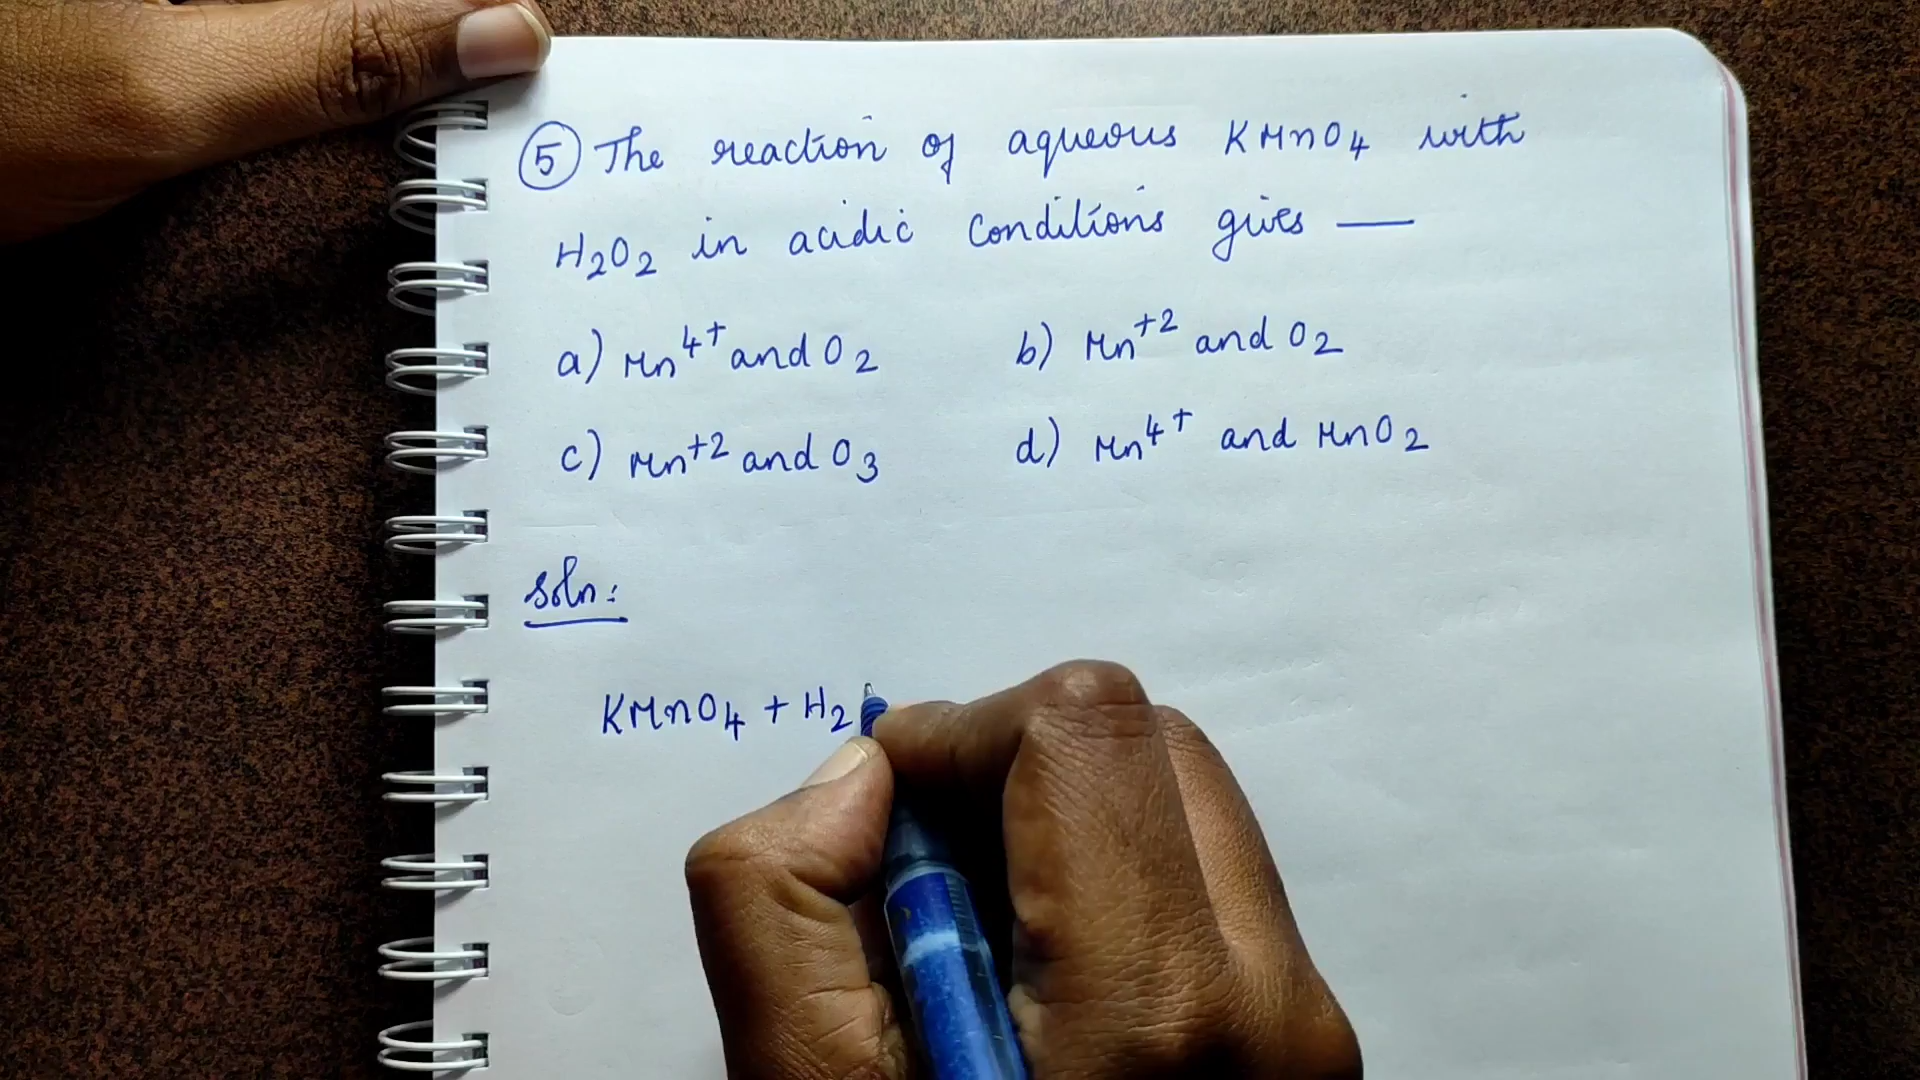 5 The reaction of aqueous KMnO4 with
H2O2 in acidic conditions gives —
a) Mn4+ and O2 b) Mn+2 and O2
c) Mn+2 and O3 d) Mn4+ and MnO2
soln:
KMnO4 + H2